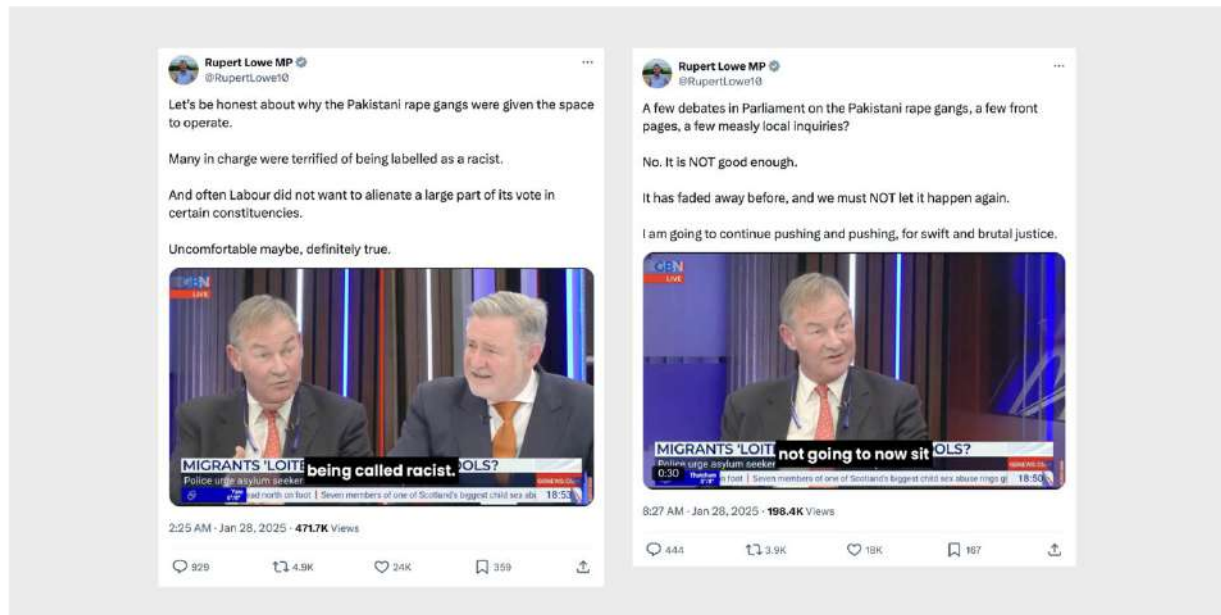 Rupert Lowe MP
@RupertLowe10
Let's be honest about why the Pakistani rape gangs were given the space
to operate.
Many in charge were terrified of being labelled as a racist.
And often Labour did not want to alienate a large part of its vote in
certain constituencies.
Uncomfortable maybe, definitely true.
GBN
LIVE
MIGRANTS 'LOITE being called racist. OOLS?
Police urge asylum seeker
ead north on foot | Seven members of one of Scotland's biggest child sex abi 18:53
2:25 AM · Jan 28, 2025 · 471.7K Views
929 4.9K 24K 359
Rupert Lowe MP
@RupertLowe10
A few debates in Parliament on the Pakistani rape gangs, a few front
pages, a few measly local inquiries?
No. It is NOT good enough.
It has faded away before, and we must NOT let it happen again.
I am going to continue pushing and pushing, for swift and brutal justice.
GBN
LIVE
MIGRANTS 'LOIT not going to now sit OOLS?
Police urge asylum seeker
0:30 n foot | Seven members of one of Scotland's biggest child sex abuse rings gi 18:50
8:27 AM · Jan 28, 2025 · 198.4K Views
444 3.9K 18K 167